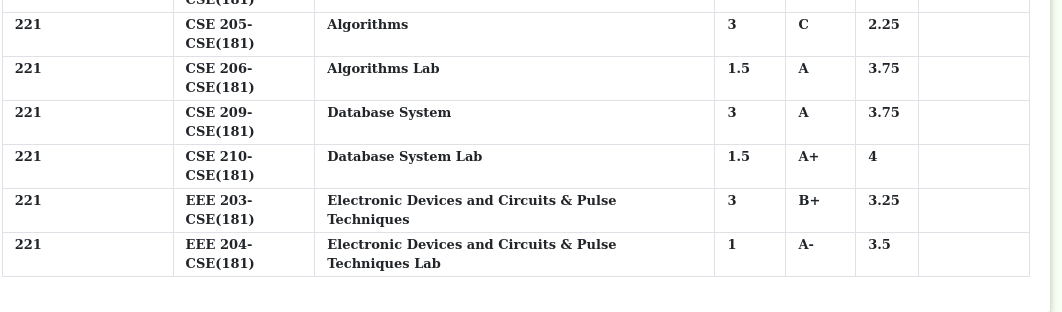 CSE(181)
221 CSE 205- Algorithms 3 C 2.25
CSE(181)
221 CSE 206- Algorithms Lab 1.5 A 3.75
CSE(181)
221 CSE 209- Database System 3 A 3.75
CSE(181)
221 CSE 210- Database System Lab 1.5 A+ 4
CSE(181)
221 EEE 203- Electronic Devices and Circuits & Pulse 3 B+ 3.25
CSE(181) Techniques
221 EEE 204- Electronic Devices and Circuits & Pulse 1 A- 3.5
CSE(181) Techniques Lab